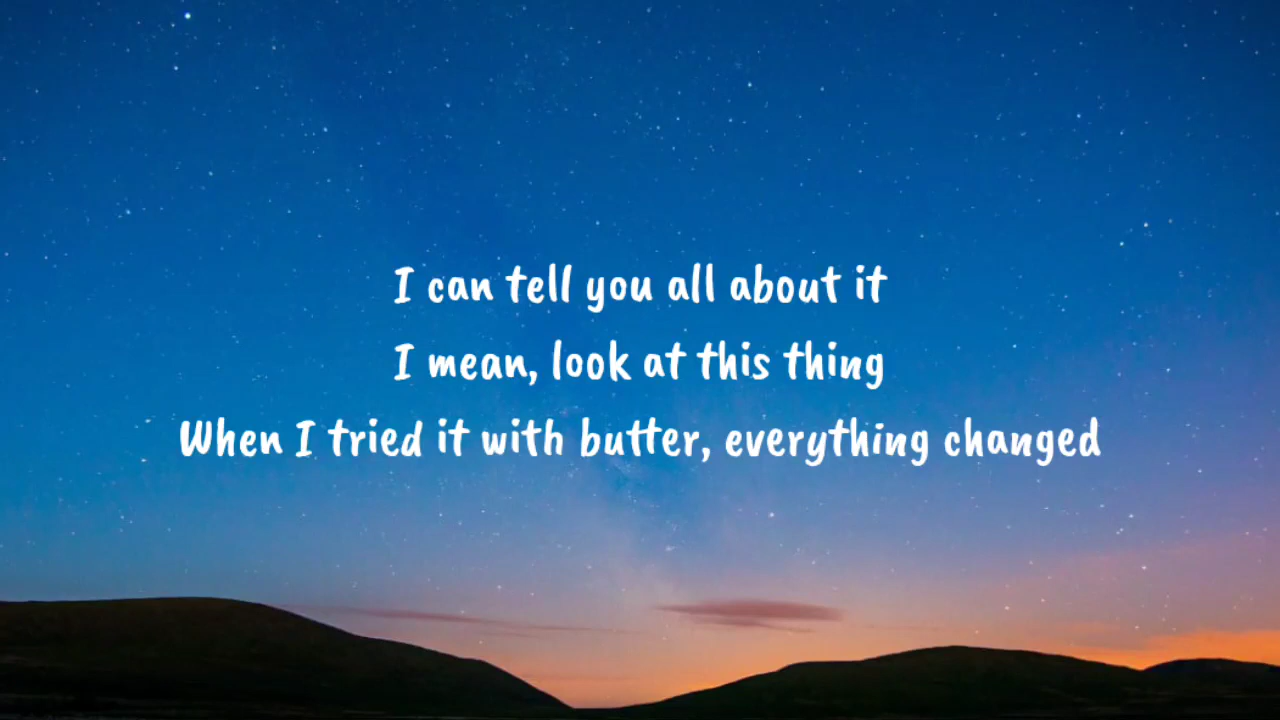 I can tell you all about it
I mean, look at this thing
When I tried it with butter, everything changed